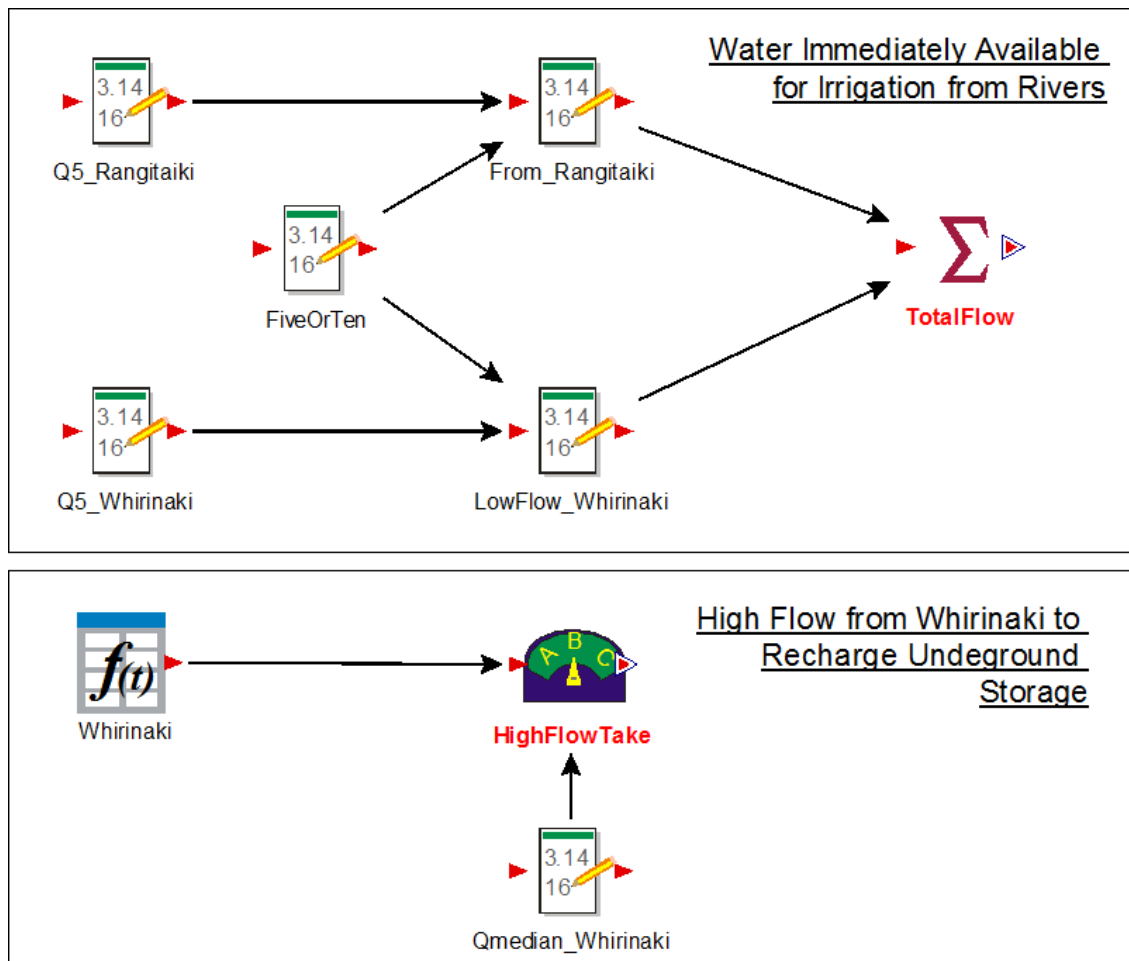 Water Immediately Available
for Irrigation from Rivers
3.14
16
Q5_Rangitaiki
3.14
16
From_Rangitaiki
3.14
16
FiveOrTen
TotalFlow
3.14
16
Q5_Whirinaki
3.14
16
LowFlow_Whirinaki
High Flow from Whirinaki to
Recharge Undeground
Storage
f(t)
Whirinaki
A B C
HighFlowTake
3.14
16
Qmedian_Whirinaki